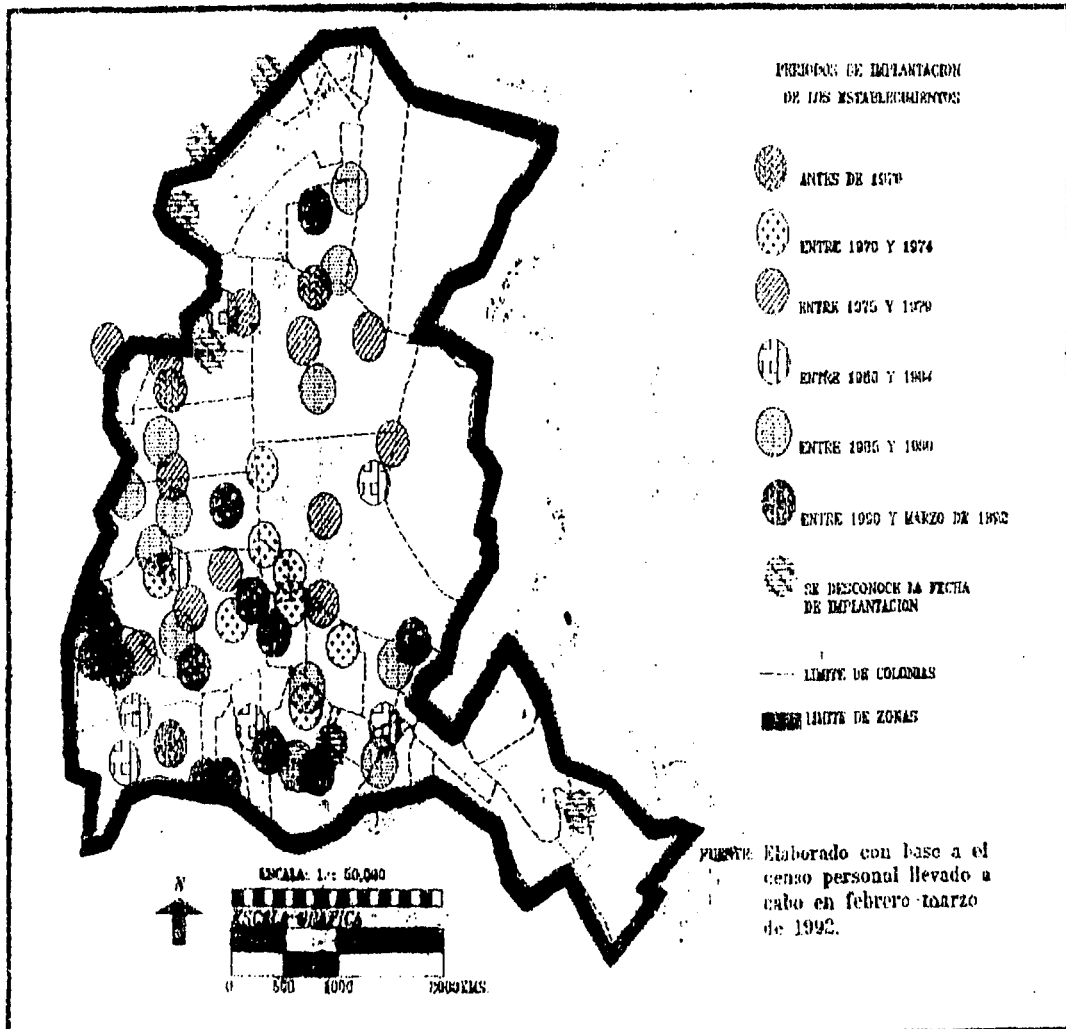 PERIODOS DE IMPLANTACION
DE LOS ESTABLECIMIENTOS
ANTES DE 1970
ENTRE 1970 Y 1974
ENTRE 1975 Y 1979
ENTRE 1980 Y 1984
ENTRE 1985 Y 1990
ENTRE 1990 Y MARZO DE 1992
SE DESCONOCE LA FECHA
DE IMPLANTACION
LIMITE DE COLONIAS
LIMITE DE ZONAS
FUENTE: Elaborado con base a el
censo personal llevado a
cabo en febrero-marzo
de 1992.
N
ESCALA: 1: 50,000
ESCALA GRAFICA
0 500 1000 KMS.